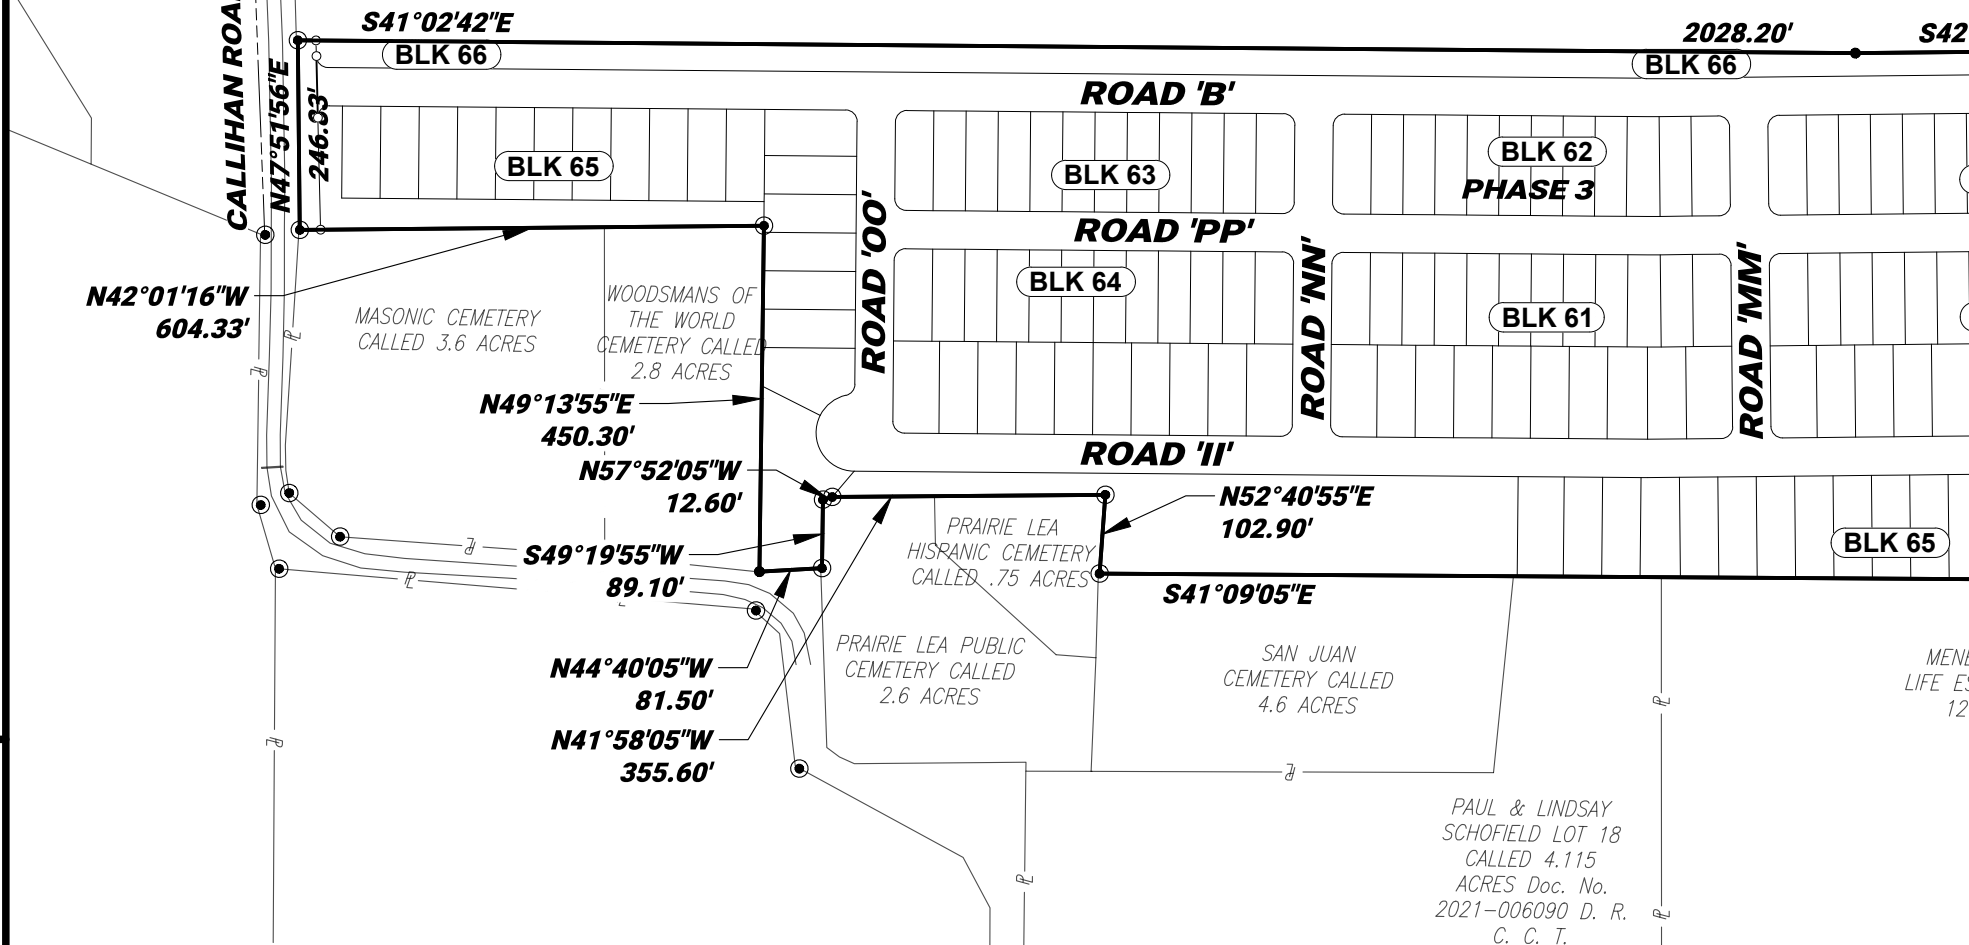 S41°02'42"E
2028.20'
S42
BLK 66
BLK 66
CALLIHAN ROA
N47°51'56"E
246.83'
ROAD 'B'
BLK 65
BLK 63
BLK 62
PHASE 3
ROAD 'OO'
ROAD 'PP'
ROAD 'NN'
ROAD 'MM'
BLK 64
BLK 61
N42°01'16"W
604.33'
MASONIC CEMETERY
CALLED 3.6 ACRES
WOODSMANS OF
THE WORLD
CEMETERY CALLED
2.8 ACRES
N49°13'55"E
450.30'
ROAD 'II'
N57°52'05"W
12.60'
N52°40'55"E
102.90'
PRAIRIE LEA
HISPANIC CEMETERY
CALLED .75 ACRES
S49°19'55"W
89.10'
BLK 65
S41°09'05"E
N44°40'05"W
81.50'
PRAIRIE LEA PUBLIC
CEMETERY CALLED
2.6 ACRES
SAN JUAN
CEMETERY CALLED
4.6 ACRES
MENE
LIFE ES
12
N41°58'05"W
355.60'
PAUL & LINDSAY
SCHOFIELD LOT 18
CALLED 4.115
ACRES Doc. No.
2021-006090 D. R.
C. C. T.